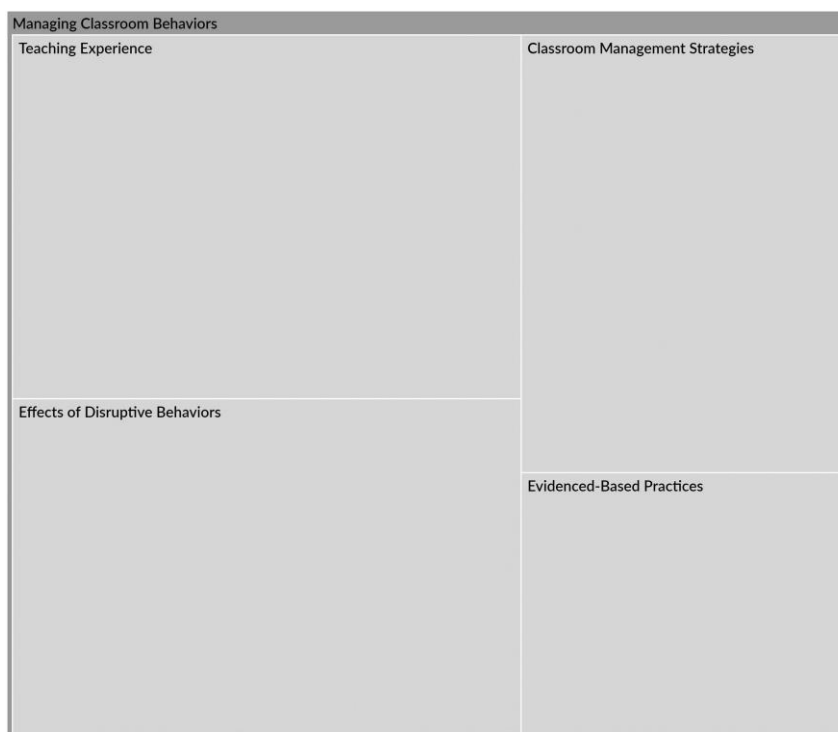 Managing Classroom Behaviors
Teaching Experience
Classroom Management Strategies
Effects of Disruptive Behaviors
Evidenced-Based Practices